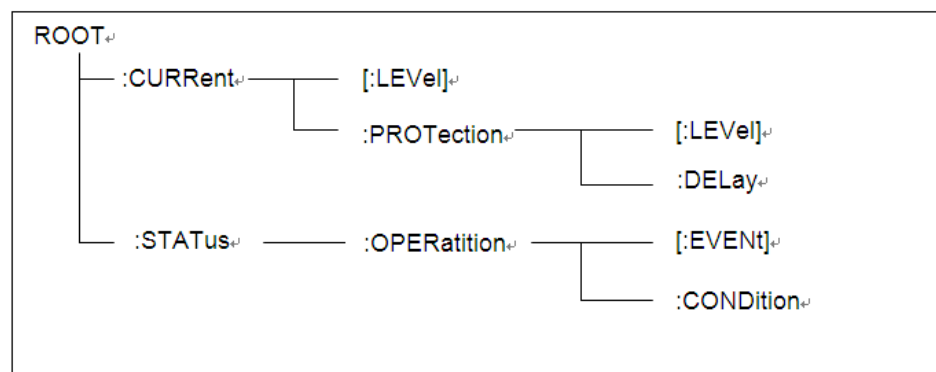 ROOT↵
:CURRent↵ [:LEVel]↵
:PROTection↵ [:LEVel]↵
:DELay↵
:STATus↵ :OPERatition↵ [:EVENt]↵
:CONDition↵